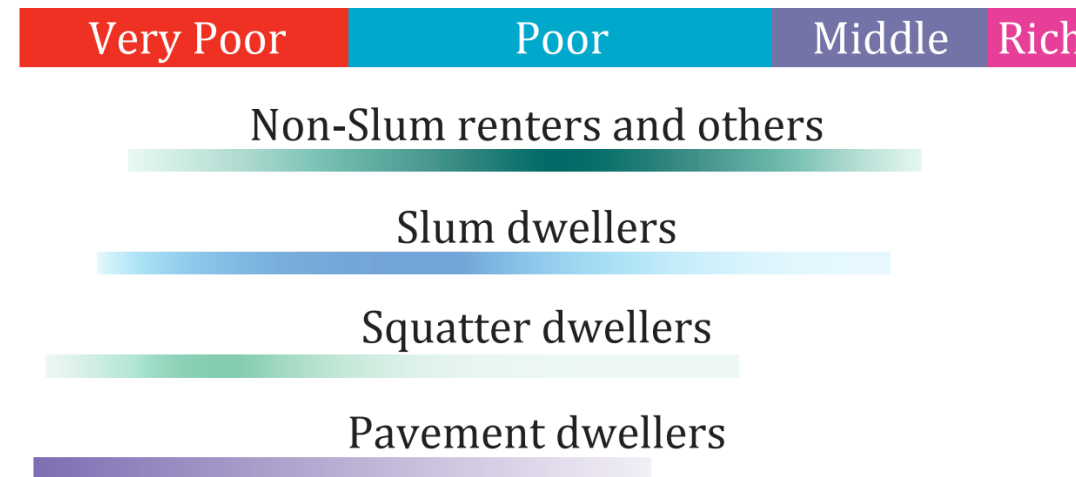 Very Poor Poor Middle Rich
Non-Slum renters and others
Slum dwellers
Squatter dwellers
Pavement dwellers